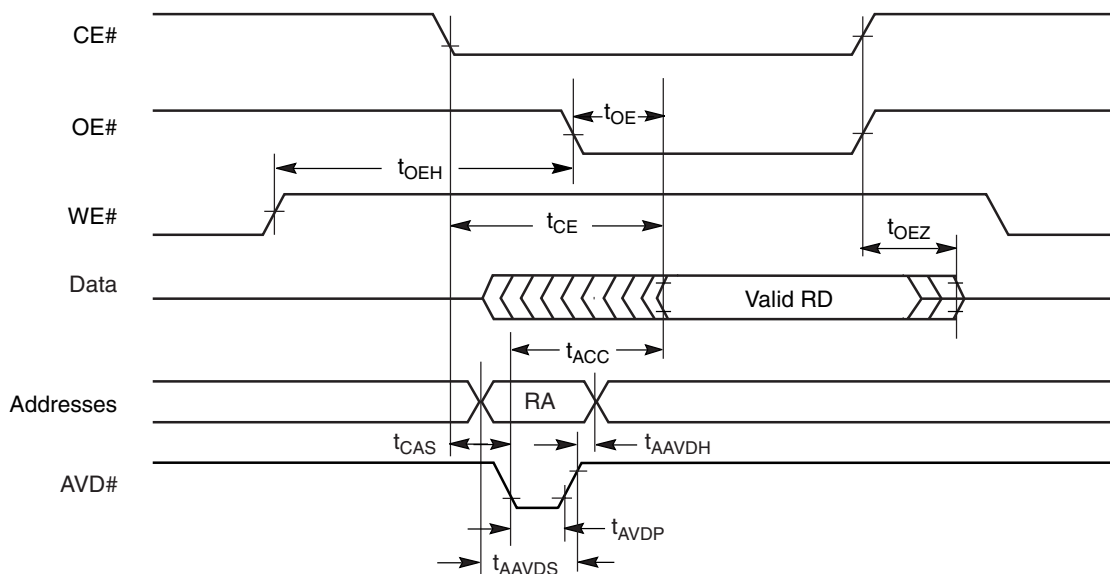 CE#
OE#
tOE
tOEH
WE#
tCE
tOEZ
Data
Valid RD
tACC
Addresses
RA
tCAS
tAAVDH
AVD#
tAVDP
tAAVDS